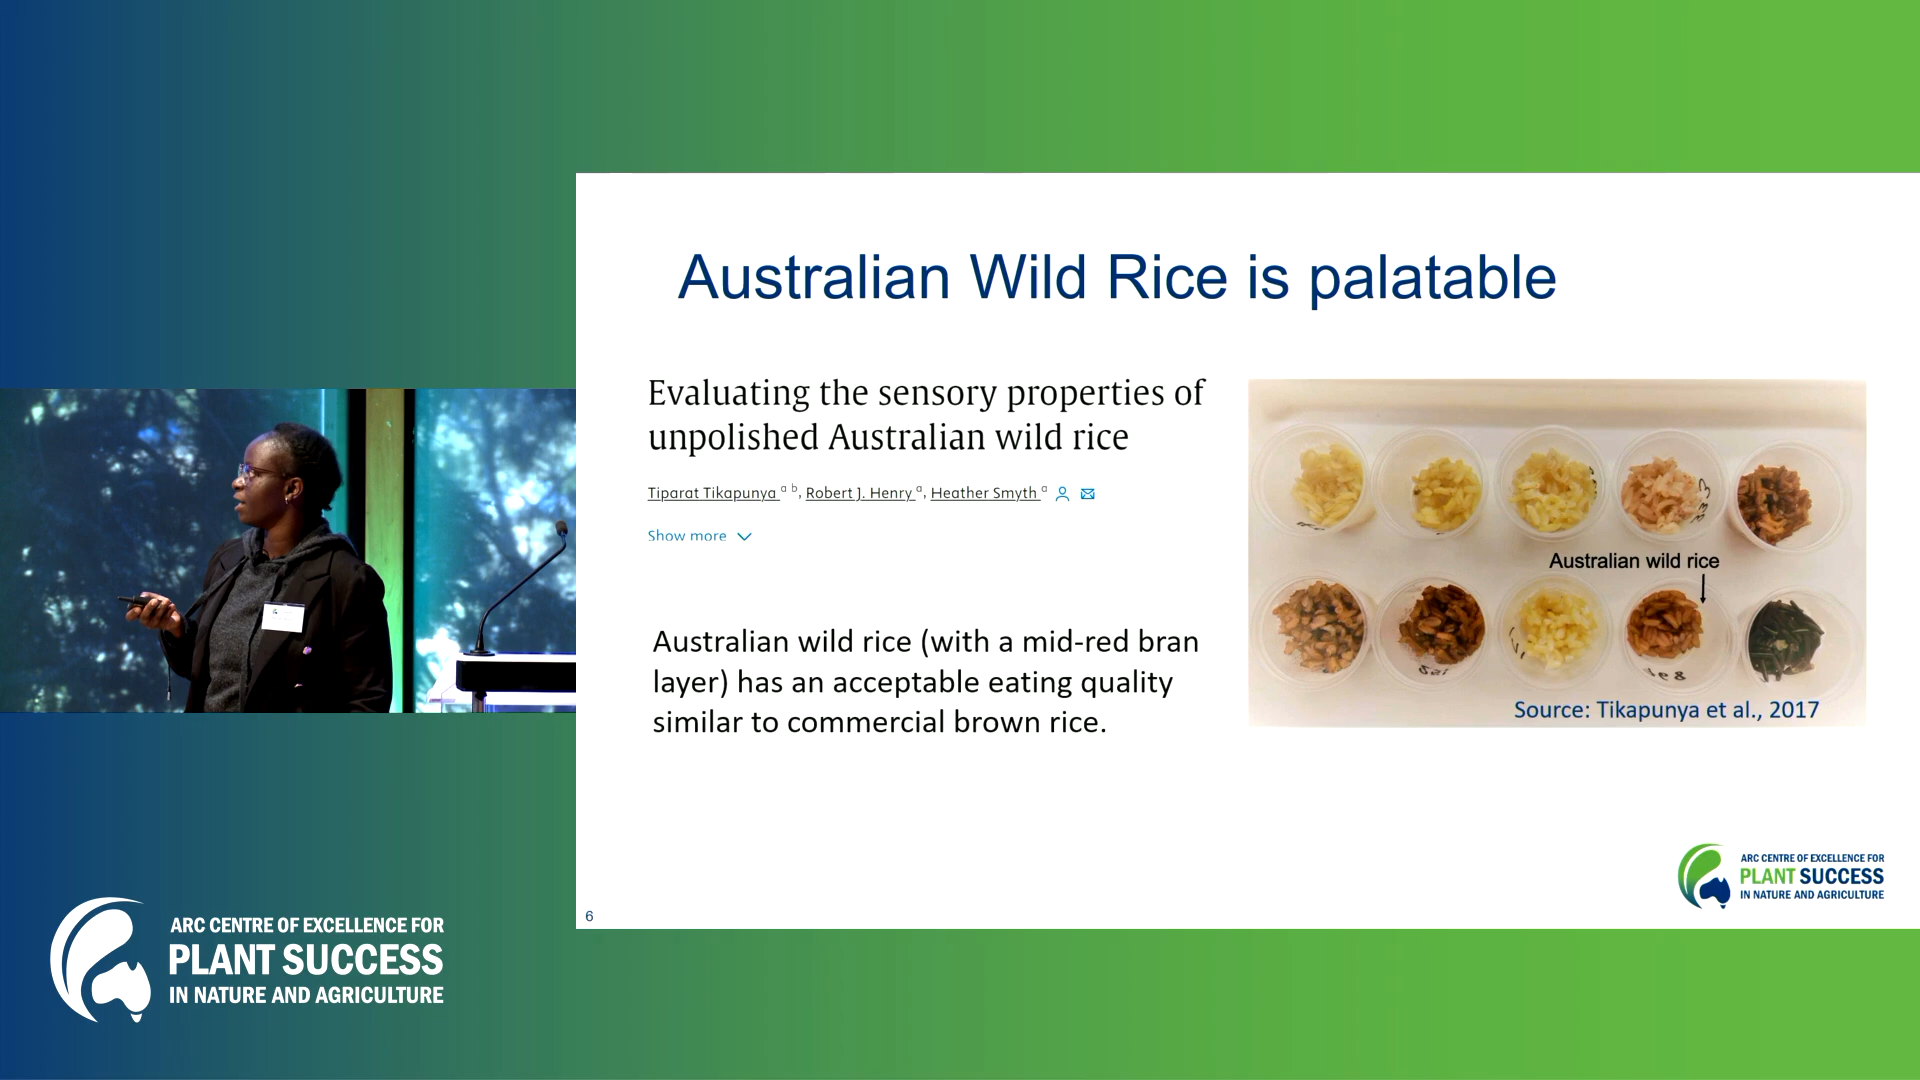 Australian Wild Rice is palatable
Evaluating the sensory properties of
unpolished Australian wild rice
Tiparat Tikapunya a b, Robert J. Henry a, Heather Smyth a
Show more
Australian wild rice (with a mid-red bran
layer) has an acceptable eating quality
similar to commercial brown rice.
Australian wild rice
Source: Tikapunya et al., 2017
ARC CENTRE OF EXCELLENCE FOR
PLANT SUCCESS
IN NATURE AND AGRICULTURE
6
ARC CENTRE OF EXCELLENCE FOR
PLANT SUCCESS
IN NATURE AND AGRICULTURE